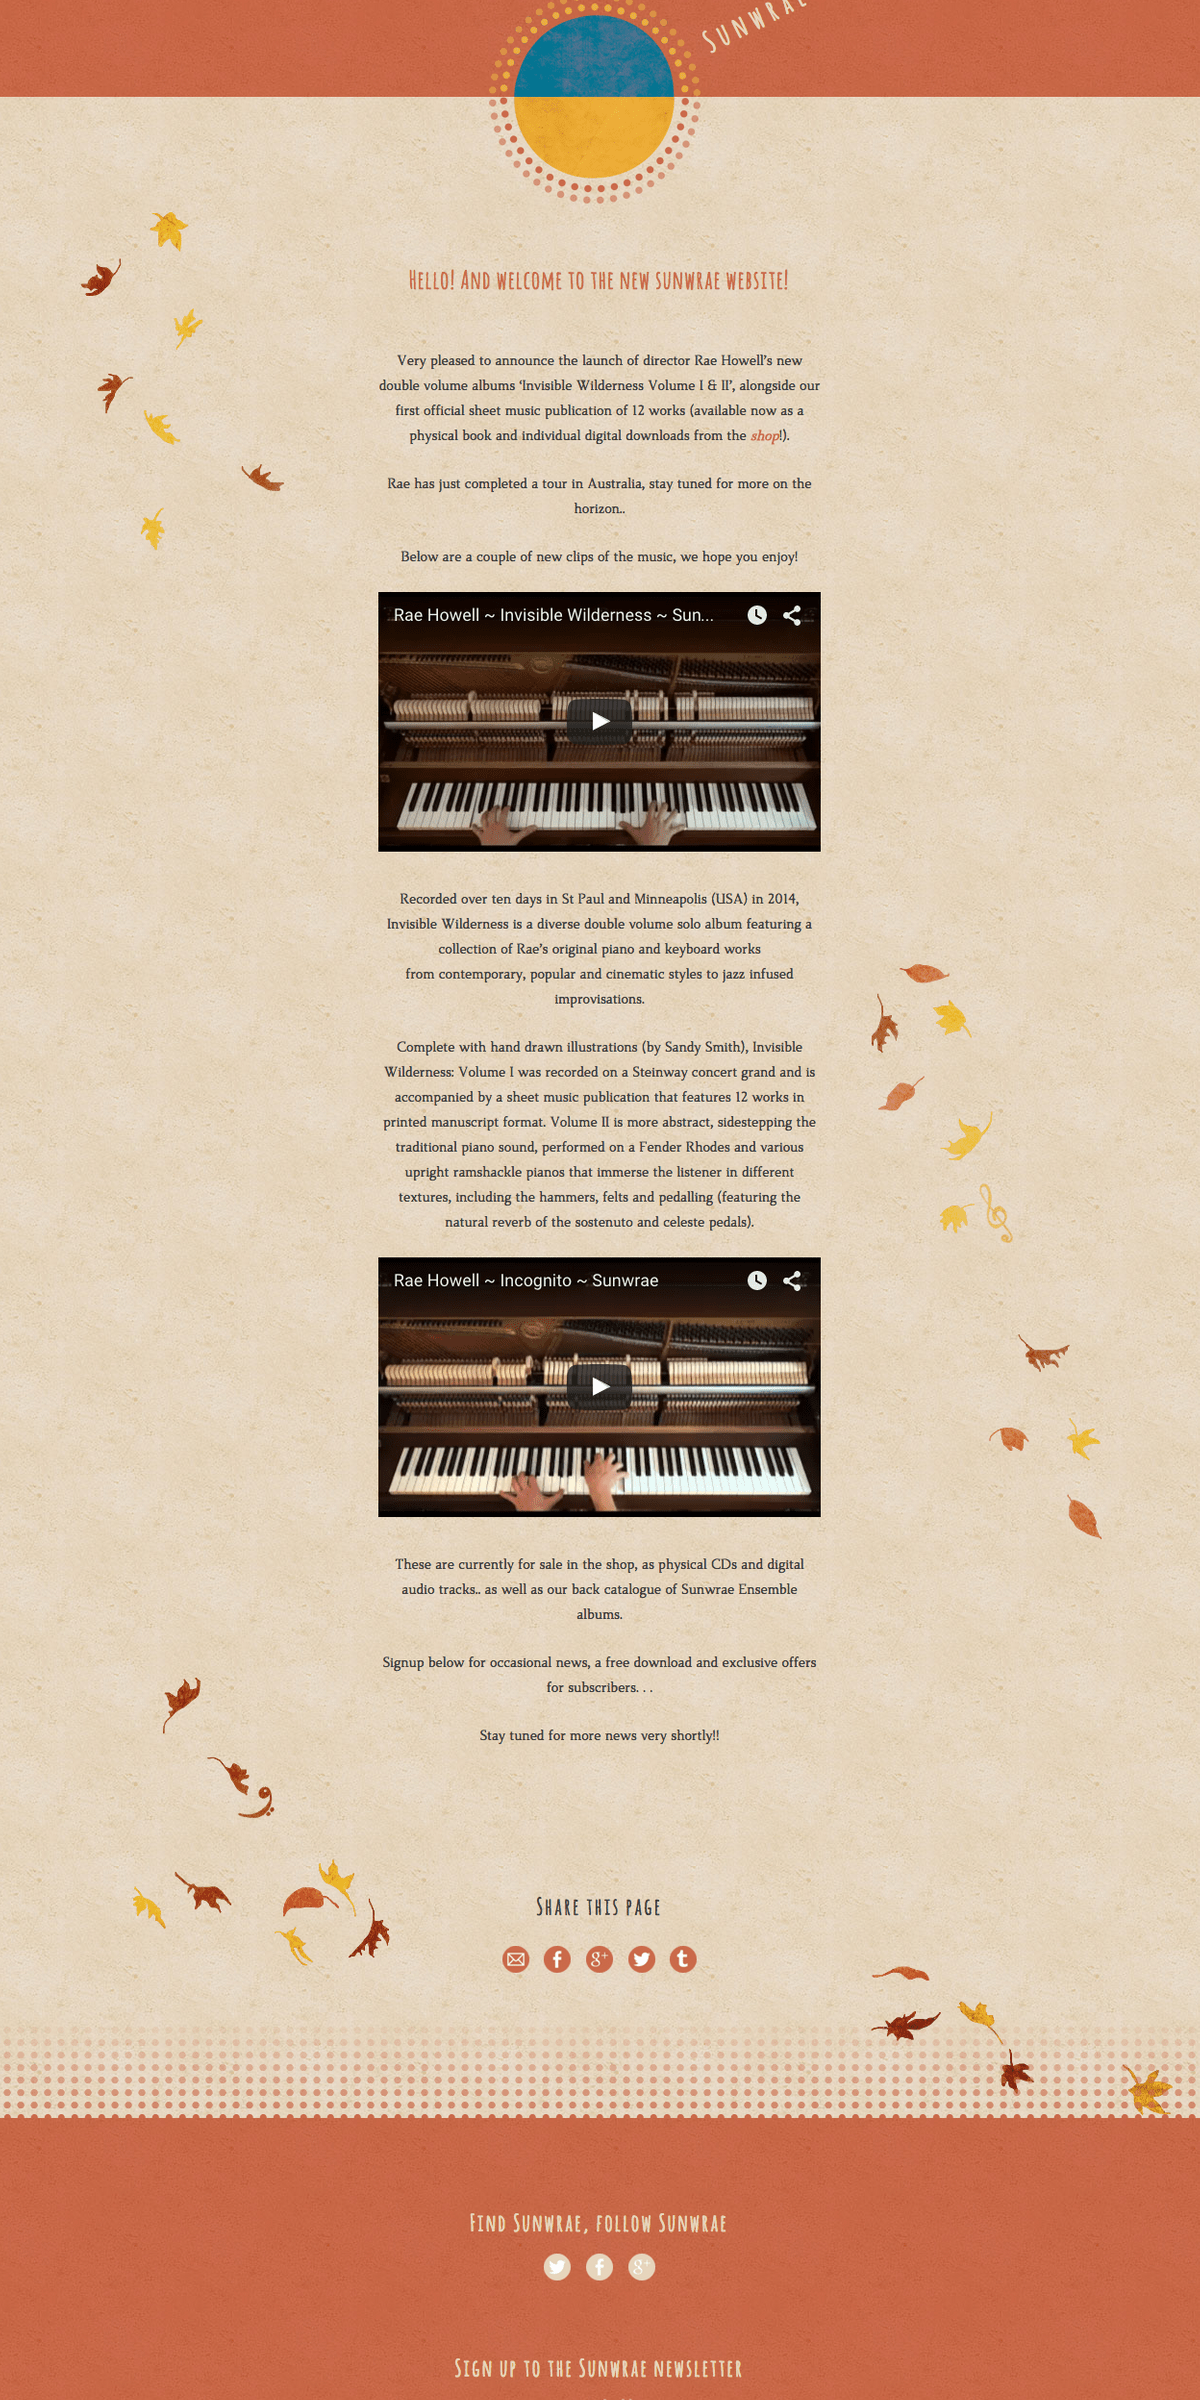 SUNWRAE
Hello! And welcome to the new sunwrae website!
Very pleased to announce the launch of director Rae Howell’s new
double volume albums ‘Invisible Wilderness Volume I & II’, alongside our
first official sheet music publication of 12 works (available now as a
physical book and individual digital downloads from the shop!).
Rae has just completed a tour in Australia, stay tuned for more on the
horizon..
Below are a couple of new clips of the music, we hope you enjoy!
Rae Howell ~ Invisible Wilderness ~ Sun...
Recorded over ten days in St Paul and Minneapolis (USA) in 2014,
Invisible Wilderness is a diverse double volume solo album featuring a
collection of Rae’s original piano and keyboard works
from contemporary, popular and cinematic styles to jazz infused
improvisations.
Complete with hand drawn illustrations (by Sandy Smith), Invisible
Wilderness: Volume I was recorded on a Steinway concert grand and is
accompanied by a sheet music publication that features 12 works in
printed manuscript format. Volume II is more abstract, sidestepping the
traditional piano sound, performed on a Fender Rhodes and various
upright ramshackle pianos that immerse the listener in different
textures, including the hammers, felts and pedalling (featuring the
natural reverb of the sostenuto and celeste pedals).
Rae Howell ~ Incognito ~ Sunwrae
These are currently for sale in the shop, as physical CDs and digital
audio tracks.. as well as our back catalogue of Sunwrae Ensemble
albums.
Signup below for occasional news, a free download and exclusive offers
for subscribers. . .
Stay tuned for more news very shortly!!
Share this page
Find Sunwrae, follow Sunwrae
Sign up to the Sunwrae newsletter